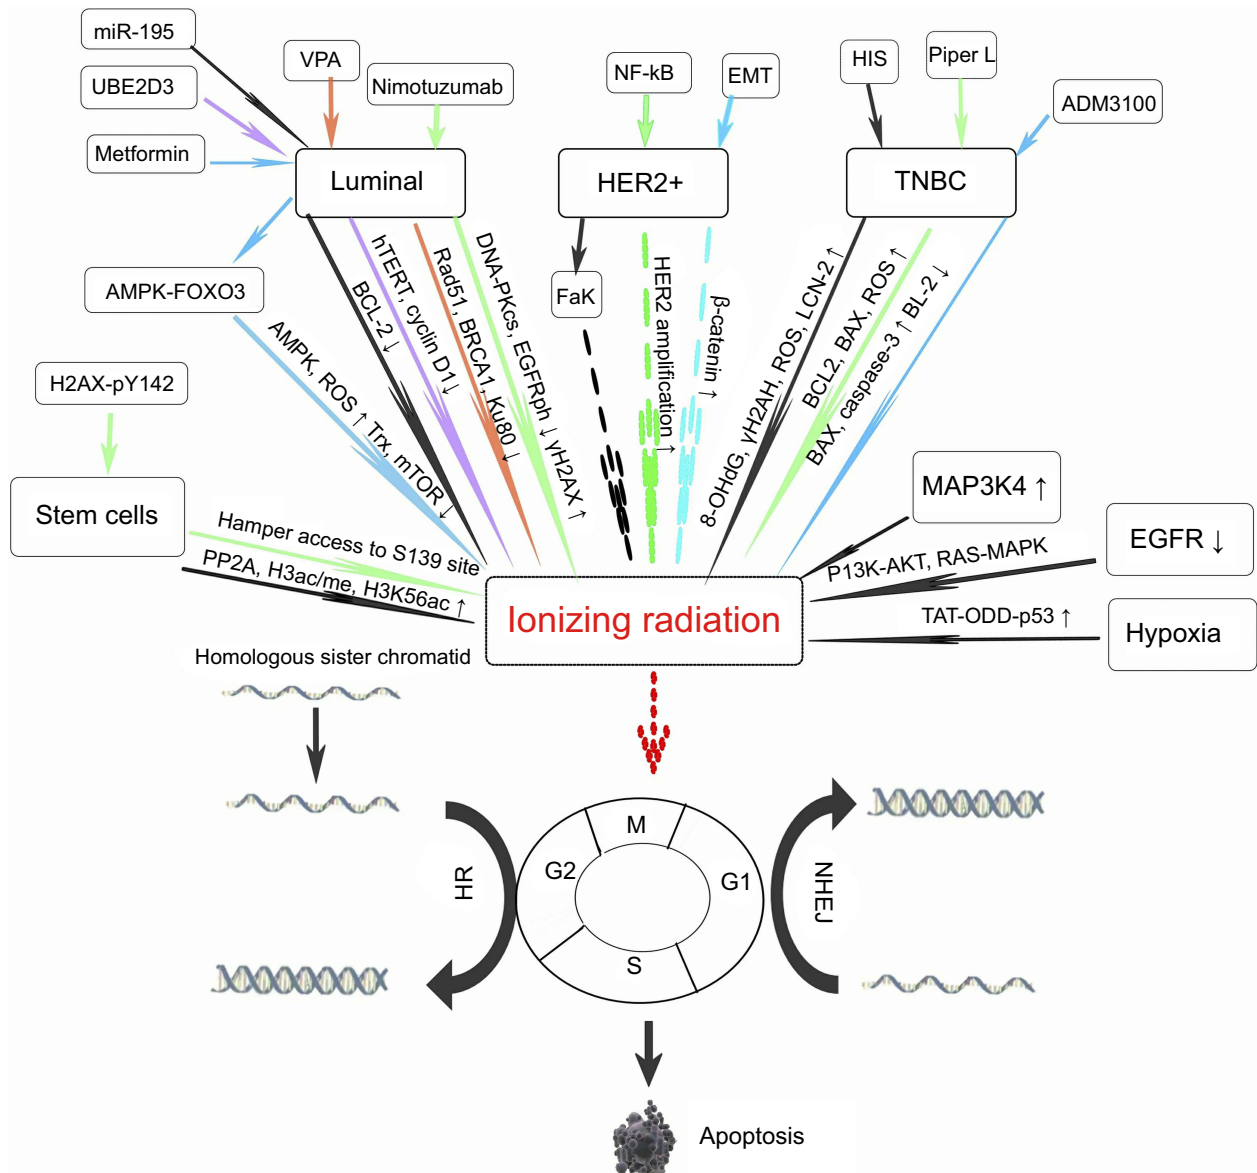 miR-195
UBE2D3
Metformin
VPA
Nimotuzumab
NF-kB
EMT
HIS
Piper L
ADM3100
Luminal
HER2+
TNBC
AMPK-FOXO3
FaK
H2AX-pY142
Stem cells
AMPK, ROS ↑ Trx, mTOR ↓
BCL-2 ↓
hTERT, cyclin D1↓
Rad51, BRCA1, Ku80 ↓
DNA-PKcs, EGFRph ↓ γH2AX ↑
HER2 amplification ↑
β-catenin ↑
8-OHdG, γH2AH, ROS, LCN-2 ↑
BCL2, BAX, ROS ↑
BAX, caspase-3 ↑ BL-2 ↓
Hamper access to S139 site
PP2A, H3ac/me, H3K56ac ↑
MAP3K4 ↑
EGFR ↓
P13K-AKT, RAS-MAPK
TAT-ODD-p53 ↑
Hypoxia
Ionizing radiation
Homologous sister chromatid
HR
M
G2
G1
S
NHEJ
Apoptosis